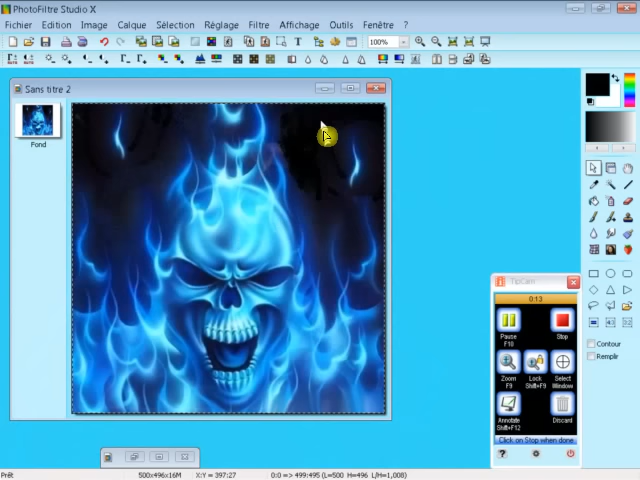 PhotoFiltre Studio X
Fichier Edition Image Calque Sélection Réglage Filtre Affichage Outils Fenêtre ?
100%
Sans titre 2
Fond
TipCam
0:13
Pause F10
Stop
Zoom F9
Lock Shift+F9
Select Window
Annotate Shift+F12
Discard
Click on Stop when done
Contour
Remplir
Prêt
500x496x16M
X:Y = 397:27
0:0 => 499:495 (L=500 H=496 L/H=1,008)